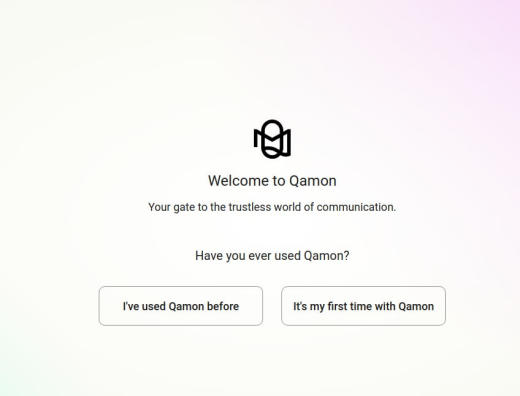 Welcome to Qamon
Your gate to the trustless world of communication.
Have you ever used Qamon?
I've used Qamon before
It's my first time with Qamon